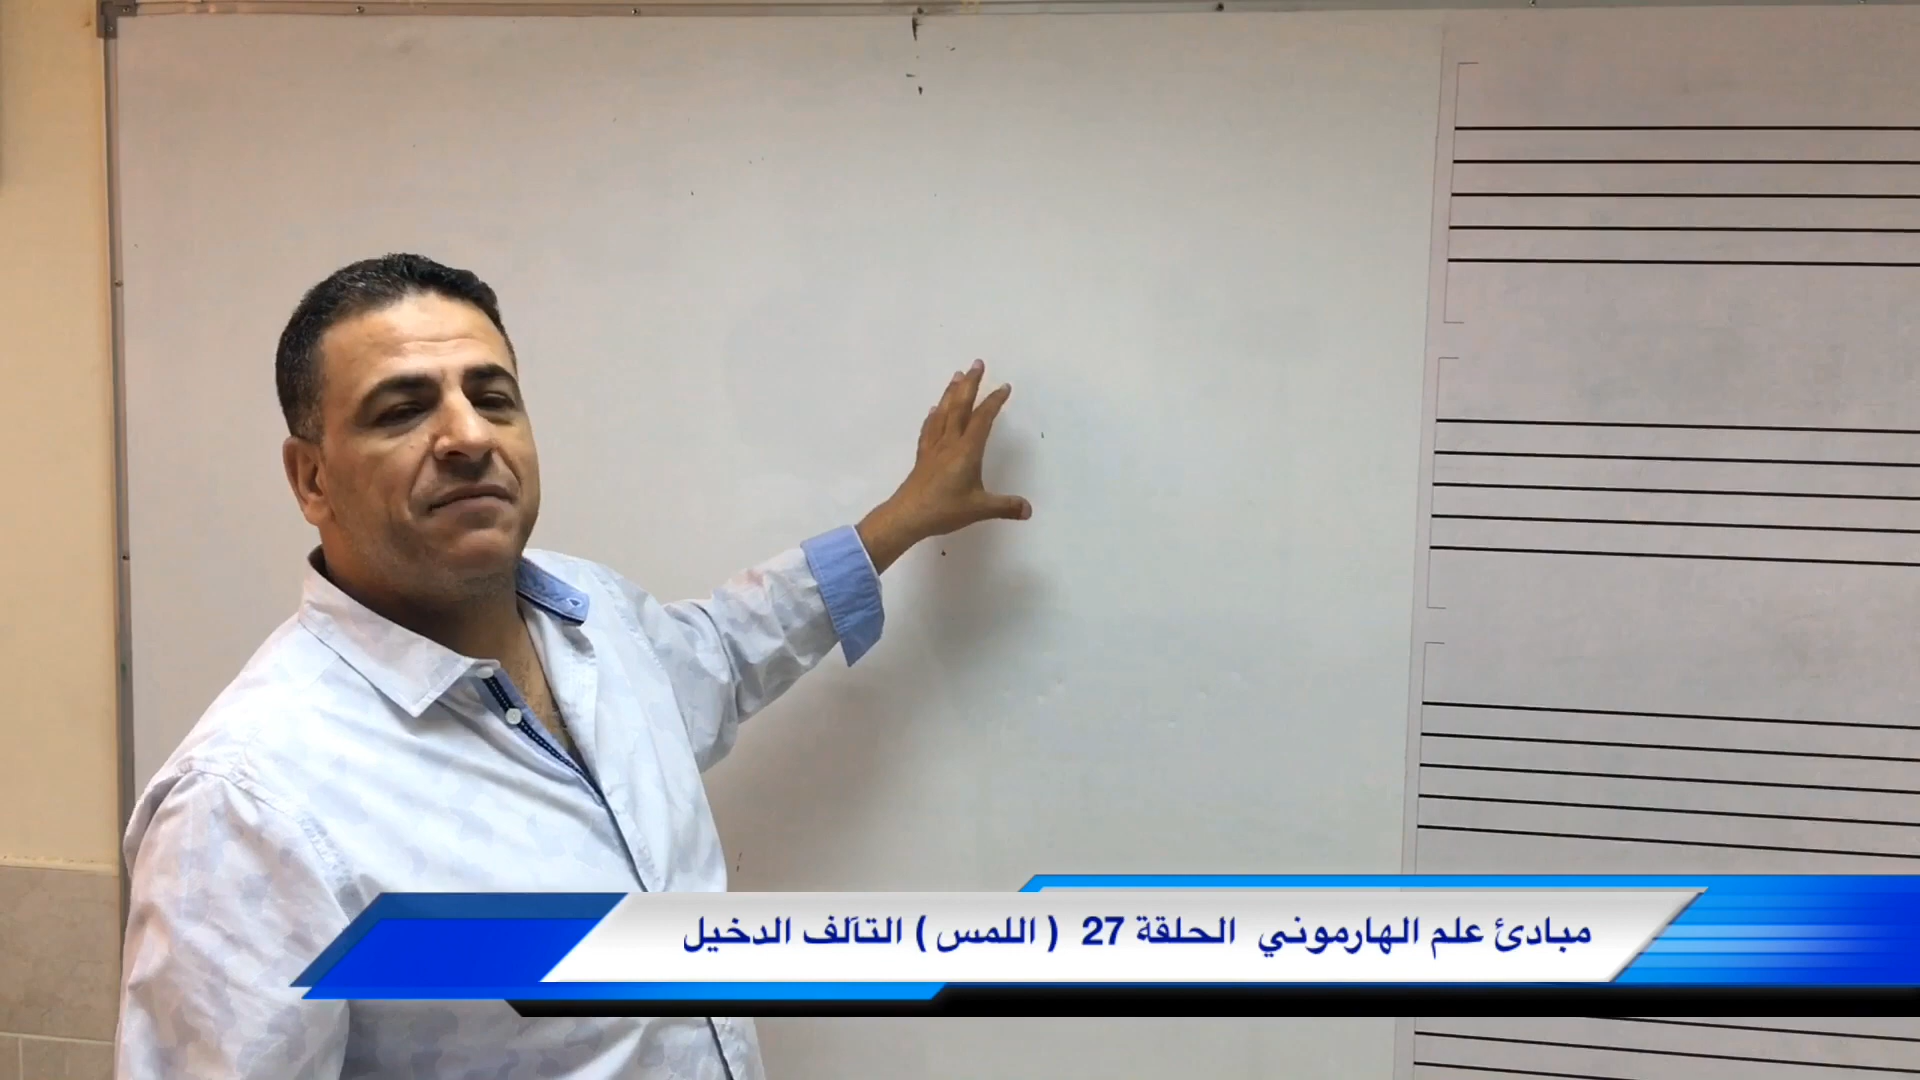 مبادئ علم الهارموني الحلقة 27 ( اللمس ) التآلف الدخيل